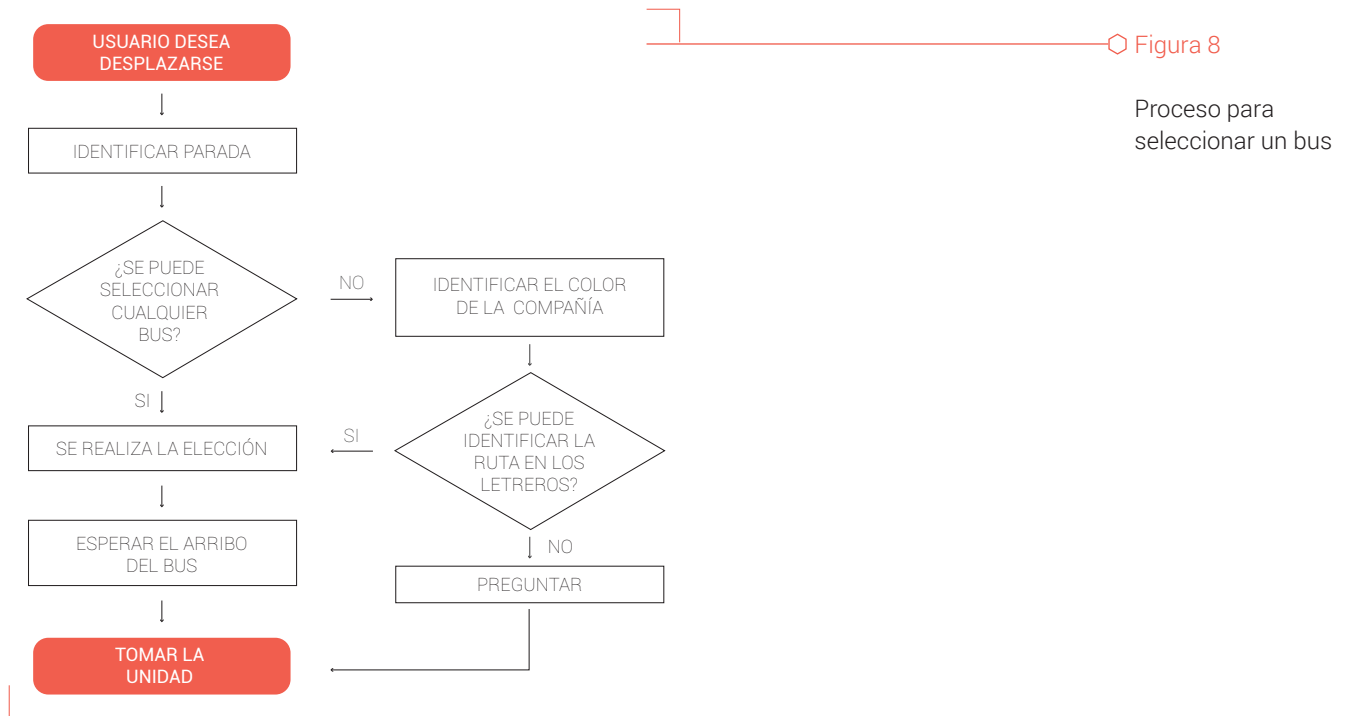 USUARIO DESEA
DESPLAZARSE
IDENTIFICAR PARADA
¿SE PUEDE
SELECCIONAR
CUALQUIER
BUS?
NO
IDENTIFICAR EL COLOR
DE LA COMPAÑÍA
SI
SE REALIZA LA ELECCIÓN
SI
¿SE PUEDE
IDENTIFICAR LA
RUTA EN LOS
LETREROS?
ESPERAR EL ARRIBO
DEL BUS
NO
PREGUNTAR
TOMAR LA
UNIDAD
Figura 8
Proceso para
seleccionar un bus